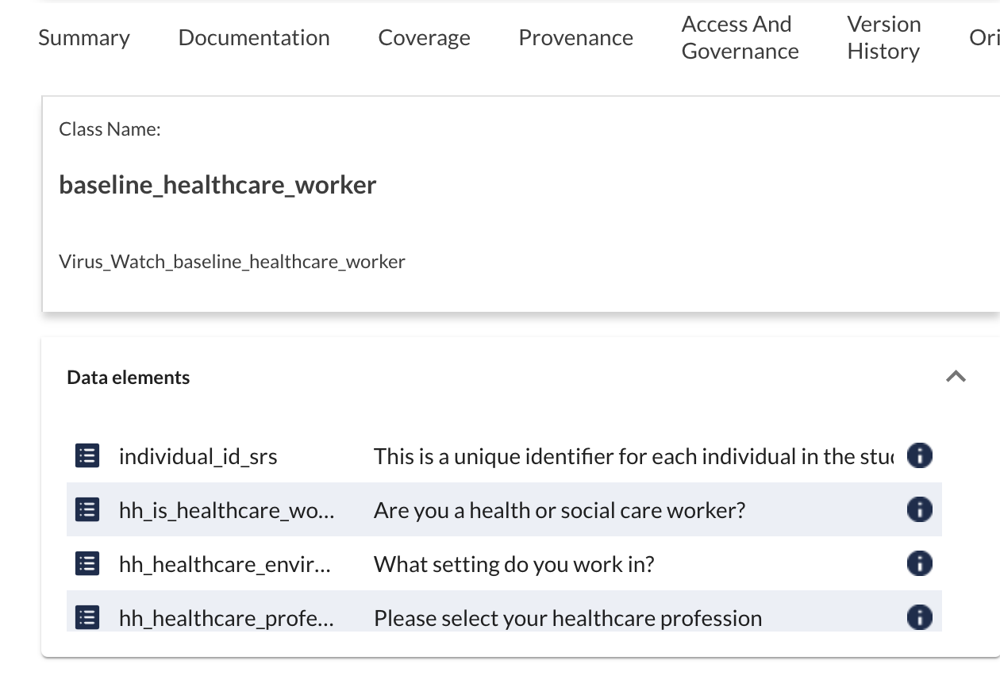 Summary Documentation Coverage Provenance Access And Governance Version History Ori
Class Name:
baseline_healthcare_worker
Virus_Watch_baseline_healthcare_worker
Data elements
individual_id_srs This is a unique identifier for each individual in the stu
hh_is_healthcare_wo... Are you a health or social care worker?
hh_healthcare_envir... What setting do you work in?
hh_healthcare_profe... Please select your healthcare profession